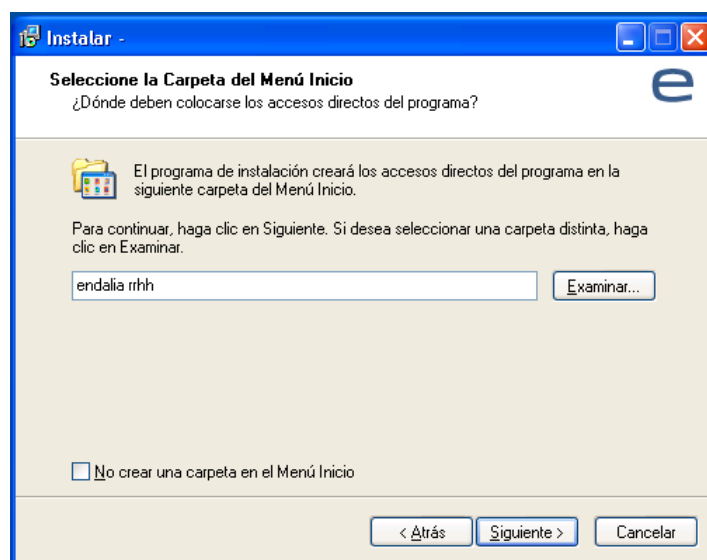 Instalar -
Seleccione la Carpeta del Menú Inicio
¿Dónde deben colocarse los accesos directos del programa?
e
El programa de instalación creará los accesos directos del programa en la
siguiente carpeta del Menú Inicio.
Para continuar, haga clic en Siguiente. Si desea seleccionar una carpeta distinta, haga
clic en Examinar.
endalia rrhh
Examinar...
No crear una carpeta en el Menú Inicio
< Atrás
Siguiente >
Cancelar